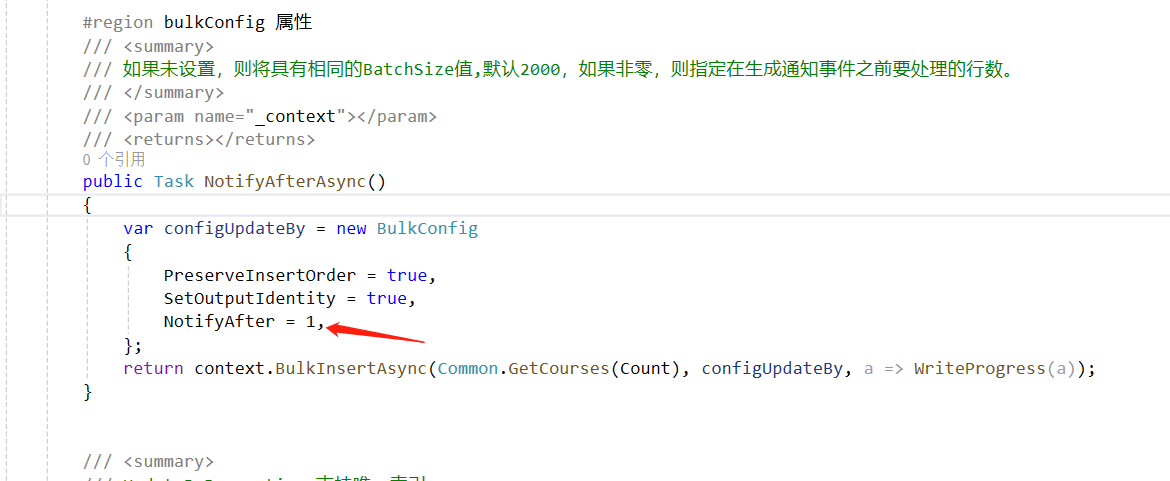 #region bulkConfig 属性
/// <summary>
/// 如果未设置，则将具有相同的BatchSize值,默认2000，如果非零，则指定在生成通知事件之前要处理的行数。
/// </summary>
/// <param name="_context"></param>
/// <returns></returns>
0 个引用
public Task NotifyAfterAsync()
{
var configUpdateBy = new BulkConfig
{
PreserveInsertOrder = true,
SetOutputIdentity = true,
NotifyAfter = 1,
};
return context.BulkInsertAsync(Common.GetCourses(Count), configUpdateBy, a => WriteProgress(a));
}
/// <summary>